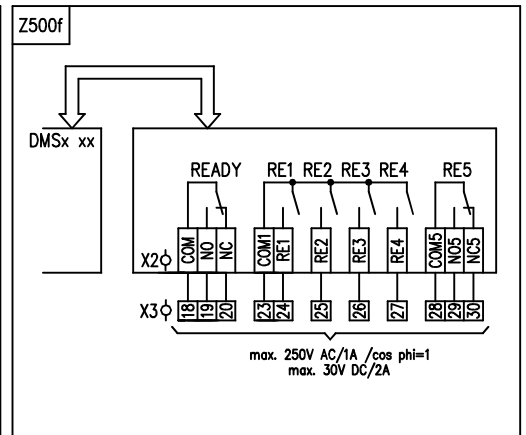 Z500f
DMSx xx
READY RE1 RE2 RE3 RE4 RE5
X2 COM NO NC COM1 RE1 RE2 RE3 RE4 COM5 NO5 NC5
X3 18 19 20 23 24 25 26 27 28 29 30
max. 250V AC/1A /cos phi=1
max. 30V DC/2A